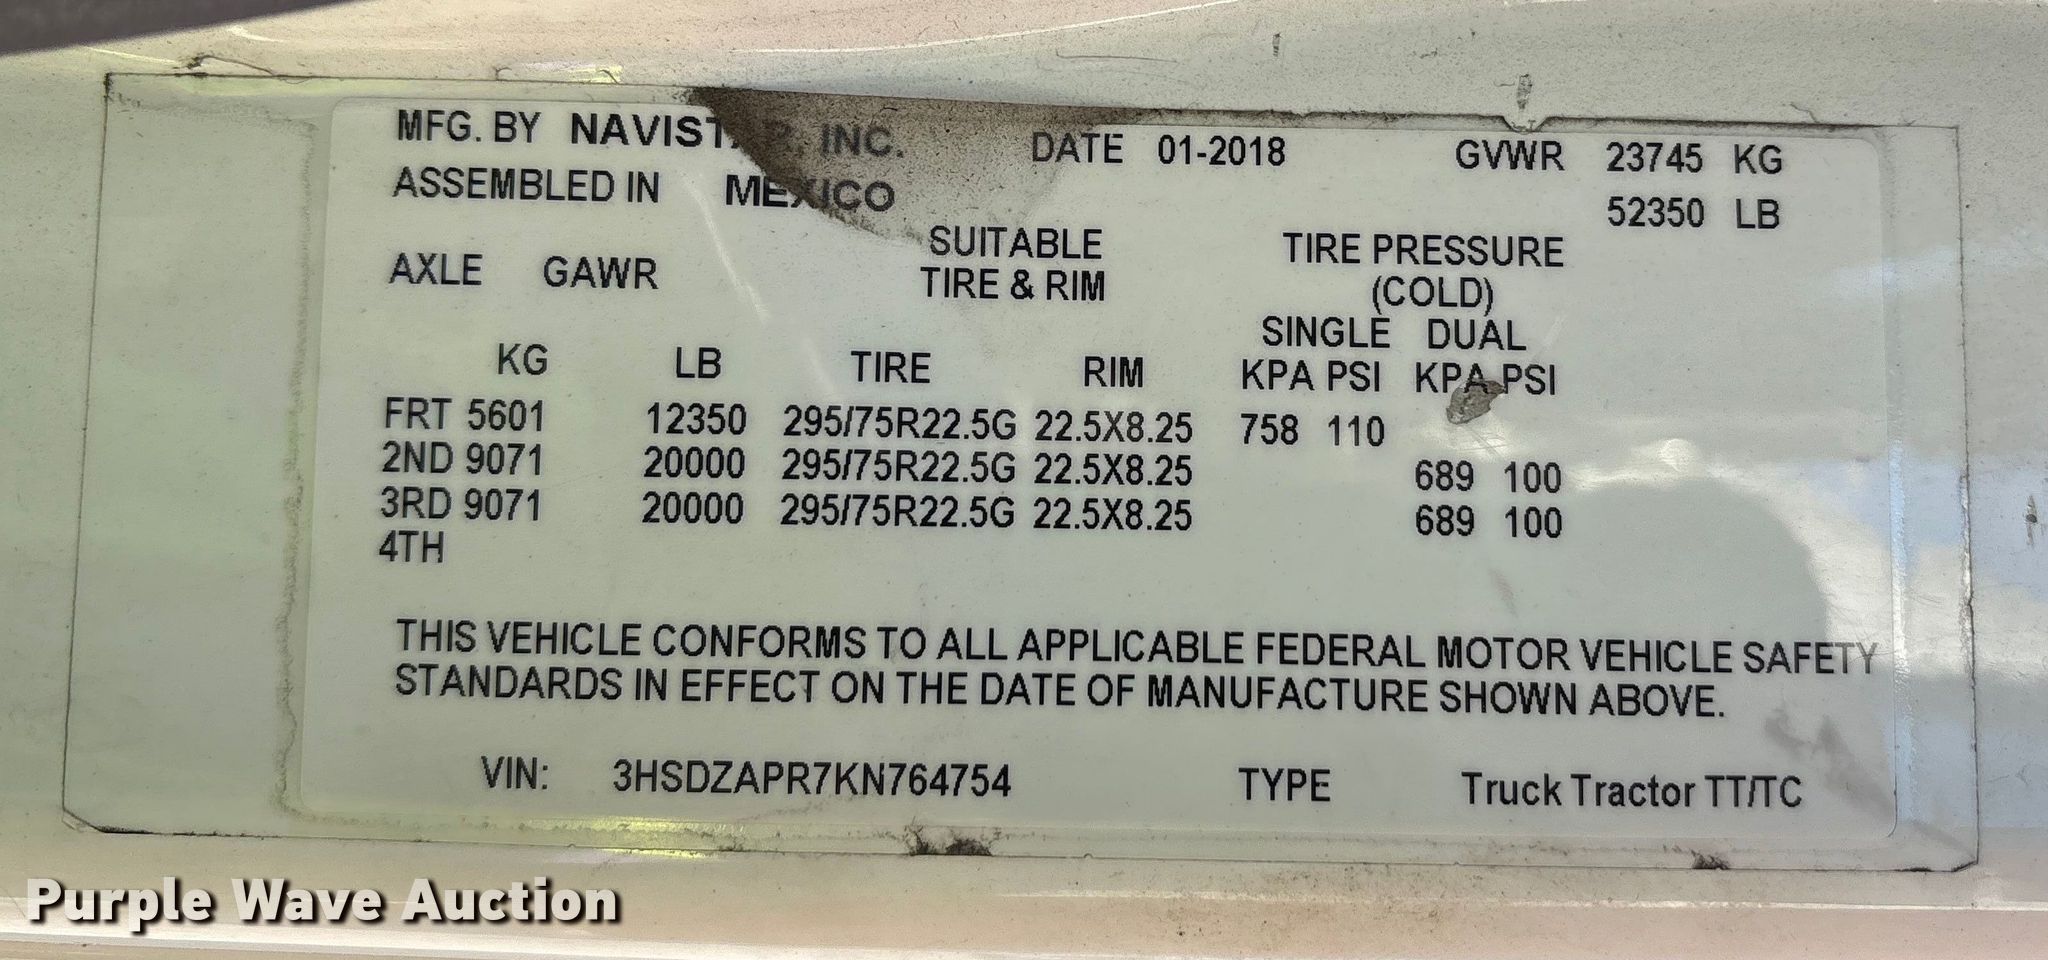 MFG. BY NAVISTAR, INC. DATE 01-2018 GVWR 23745 KG
ASSEMBLED IN MEXICO 52350 LB
AXLE GAWR SUITABLE TIRE PRESSURE
TIRE & RIM (COLD)
SINGLE DUAL
KG LB TIRE RIM KPA PSI KPA PSI
FRT 5601 12350 295/75R22.5G 22.5X8.25 758 110
2ND 9071 20000 295/75R22.5G 22.5X8.25 689 100
3RD 9071 20000 295/75R22.5G 22.5X8.25 689 100
4TH
THIS VEHICLE CONFORMS TO ALL APPLICABLE FEDERAL MOTOR VEHICLE SAFETY
STANDARDS IN EFFECT ON THE DATE OF MANUFACTURE SHOWN ABOVE.
VIN: 3HSDZAPR7KN764754 TYPE Truck Tractor TT/TC
Purple Wave Auction